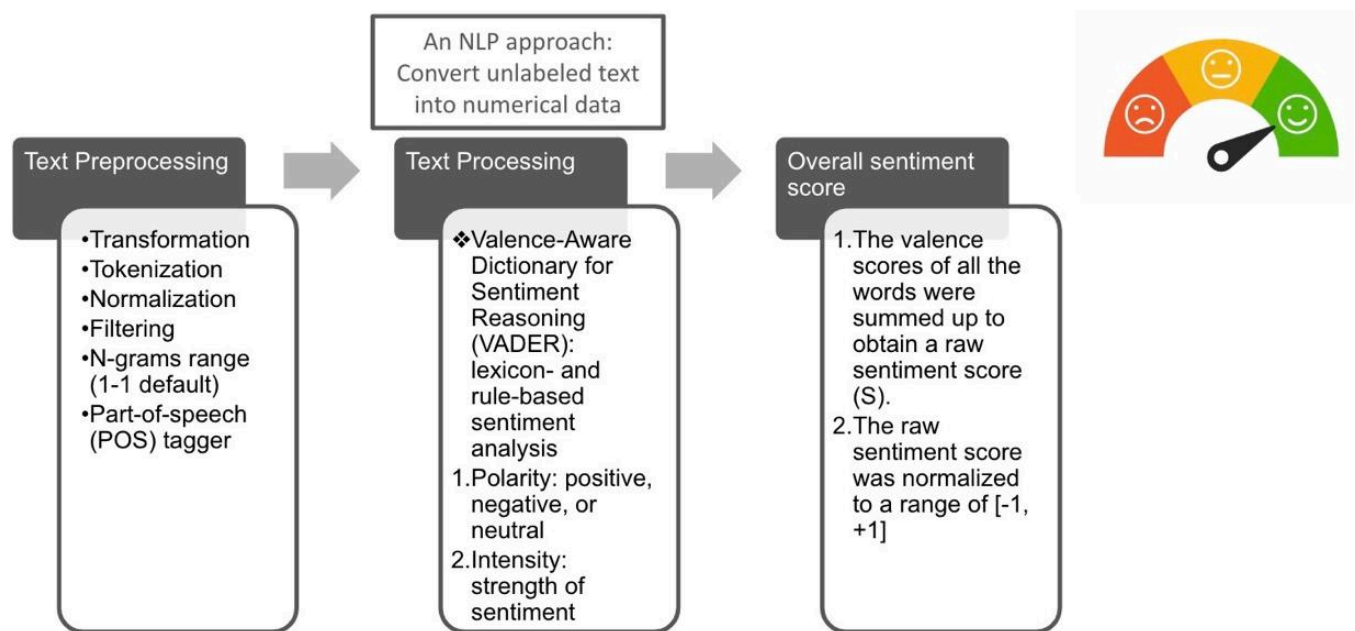 An NLP approach:
Convert unlabeled text
into numerical data
Text Preprocessing
•Transformation
•Tokenization
•Normalization
•Filtering
•N-grams range
(1-1 default)
•Part-of-speech
(POS) tagger
Text Processing
❖Valence-Aware
Dictionary for
Sentiment
Reasoning
(VADER):
lexicon- and
rule-based
sentiment
analysis
1.Polarity: positive,
negative, or
neutral
2.Intensity:
strength of
sentiment
Overall sentiment
score
1.The valence
scores of all the
words were
summed up to
obtain a raw
sentiment score
(S).
2.The raw
sentiment score
was normalized
to a range of [-1,
+1]